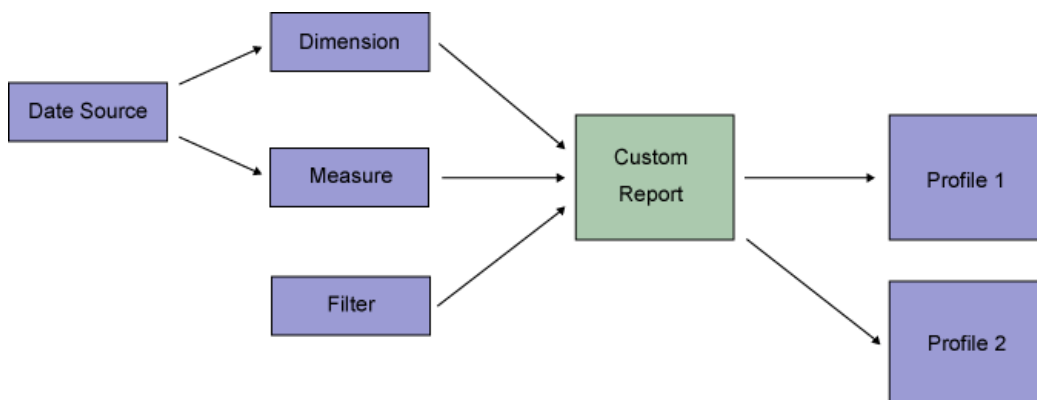 Date Source
Dimension
Measure
Filter
Custom
Report
Profile 1
Profile 2